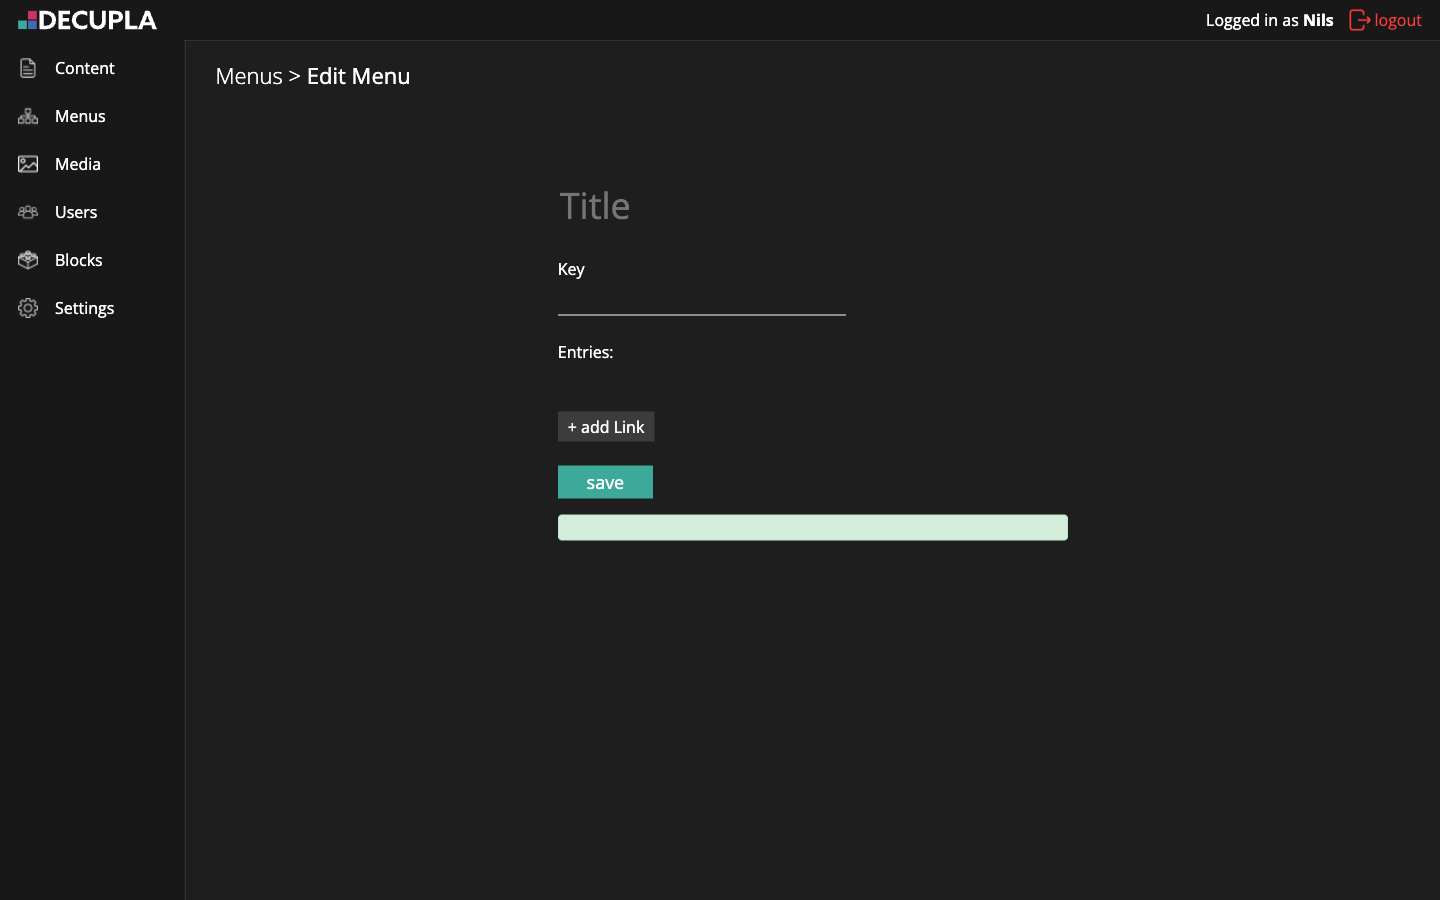 DECUPLA
Logged in as Nils
logout
Content
Menus
Media
Users
Blocks
Settings
Menus > Edit Menu
Title
Key
Entries:
+ add Link
save